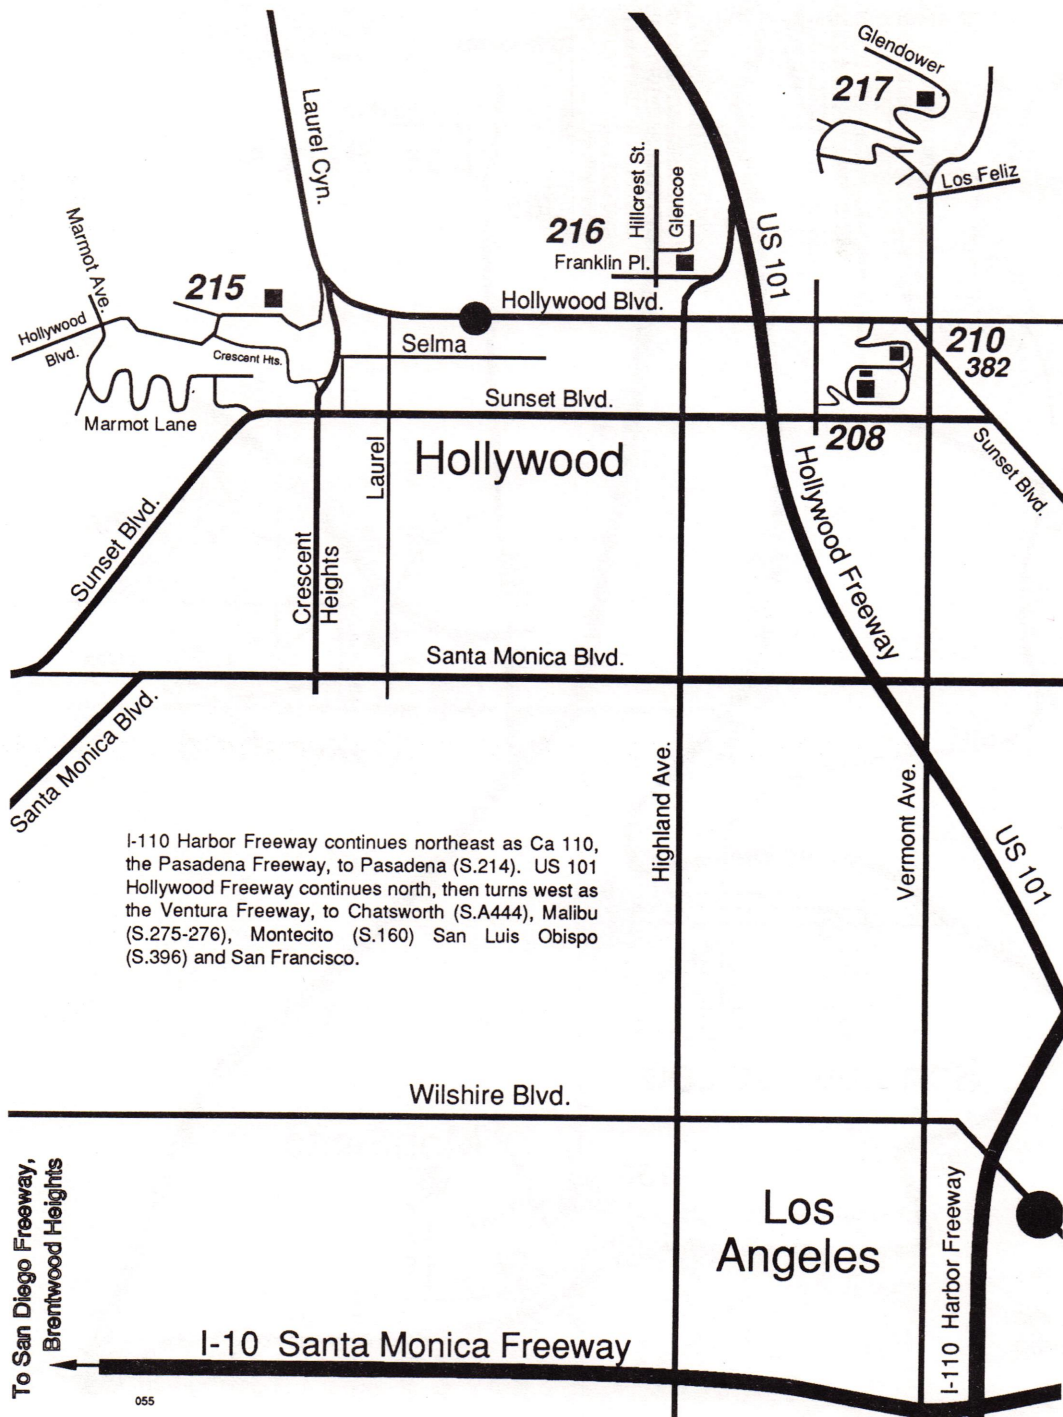 Glendower
217
Laurel Cyn.
Hillcrest St.
Glencoe
Los Feliz
216
Marmot Ave.
US 101
Franklin Pl.
215
Hollywood Blvd.
Hollywood
Blvd.
Selma
210
382
Crescent Hts.
Sunset Blvd.
Marmot Lane
208
Sunset Blvd.
Laurel
Hollywood
Hollywood Freeway
Sunset Blvd.
Crescent
Heights
Santa Monica Blvd.
Santa Monica Blvd.
Highland Ave.
Vermont Ave.
US 101
I-110 Harbor Freeway continues northeast as Ca 110,
the Pasadena Freeway, to Pasadena (S.214). US 101
Hollywood Freeway continues north, then turns west as
the Ventura Freeway, to Chatsworth (S.A444), Malibu
(S.275-276), Montecito (S.160) San Luis Obispo
(S.396) and San Francisco.
Wilshire Blvd.
To San Diego Freeway,
Brentwood Heights
Los
Angeles
I-110 Harbor Freeway
I-10 Santa Monica Freeway
055